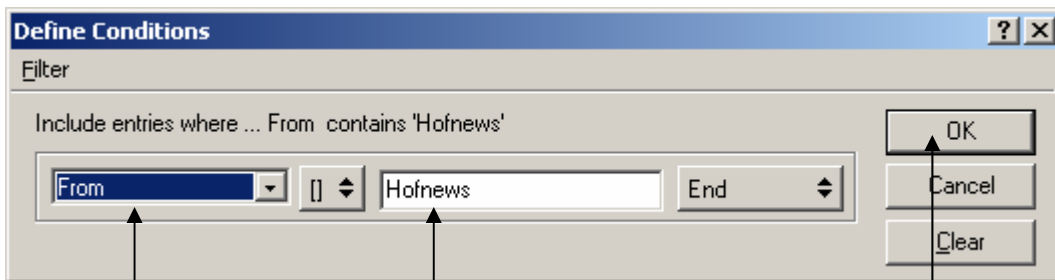 Define Conditions
Filter
Include entries where ... From contains 'Hofnews'
OK
From [] Hofnews End
Cancel
Clear